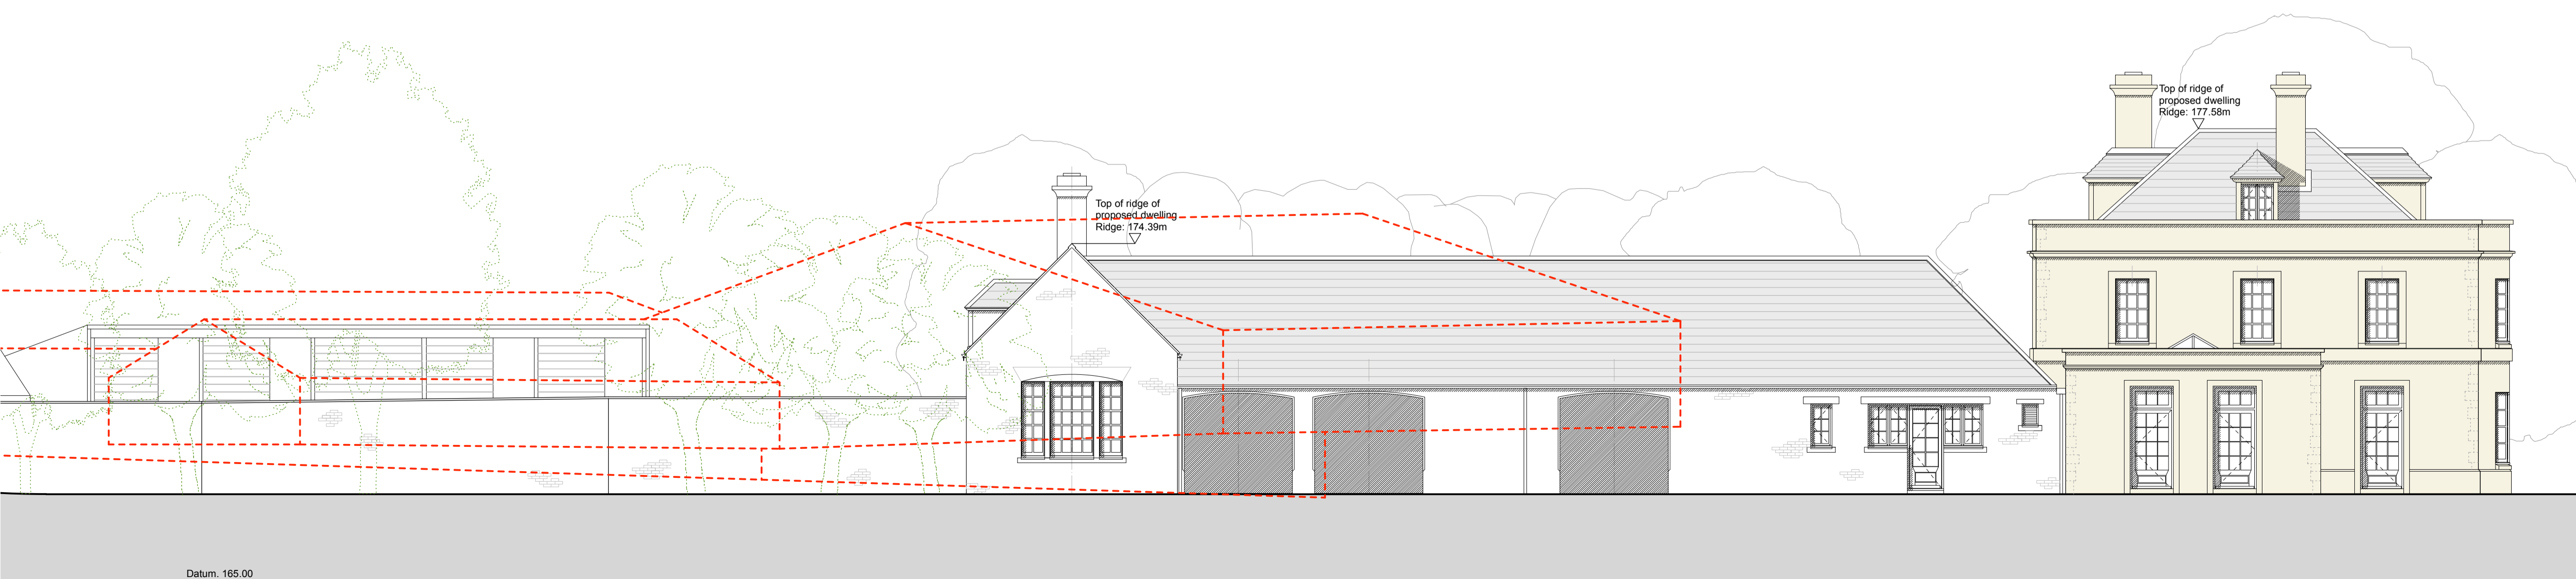 Top of ridge of
proposed dwelling
Ridge: 177.58m
Top of ridge of
proposed dwelling
Ridge: 174.39m
Datum. 165.00